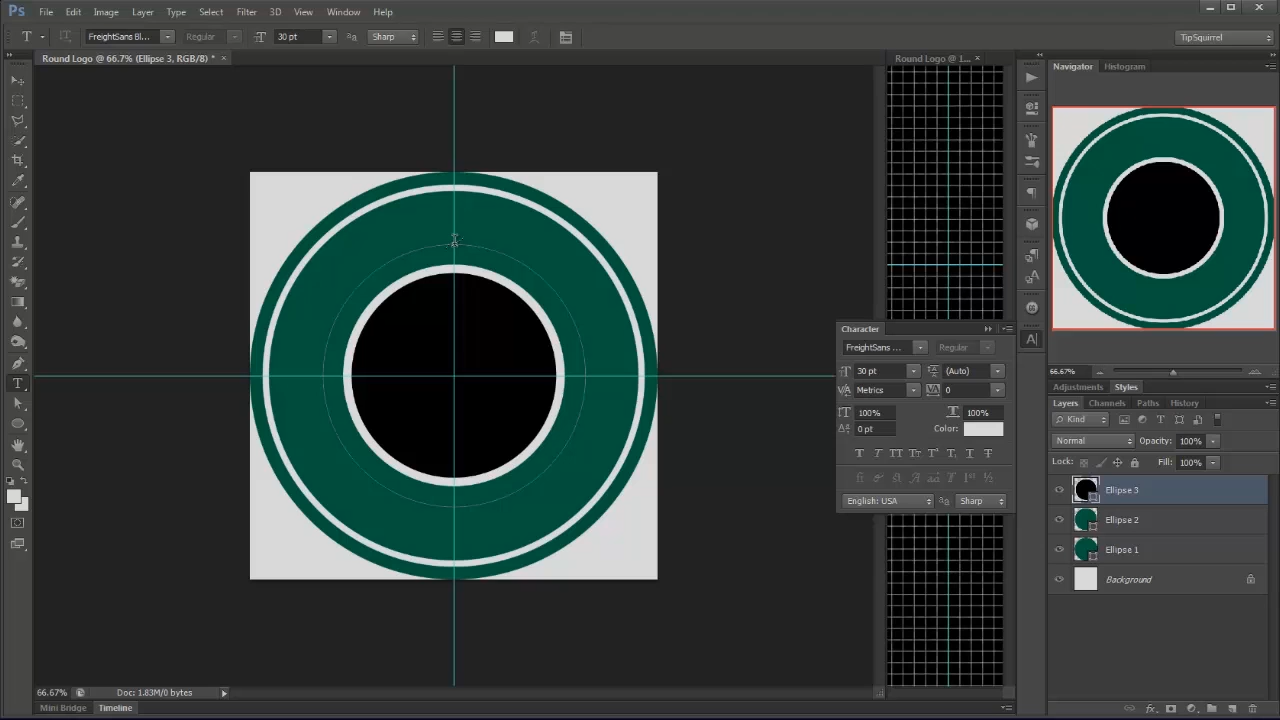 Ps File Edit Image Layer Type Select Filter 3D View Window Help
T FreightSans Bl... Regular 30 pt Sharp TipSquirrel
Round Logo @ 66.7% (Ellipse 3, RGB/8) * × Round Logo @ 1... ×
Navigator Histogram
Character
FreightSans ... Regular
30 pt (Auto)
Metrics 0
100% 100%
0 pt Color:
English: USA Sharp
66.67%
Adjustments Styles
Layers Channels Paths History
Kind
Normal Opacity: 100%
Lock: Fill: 100%
Ellipse 3
Ellipse 2
Ellipse 1
Background
66.67% Doc: 1.83M/0 bytes
Mini Bridge Timeline